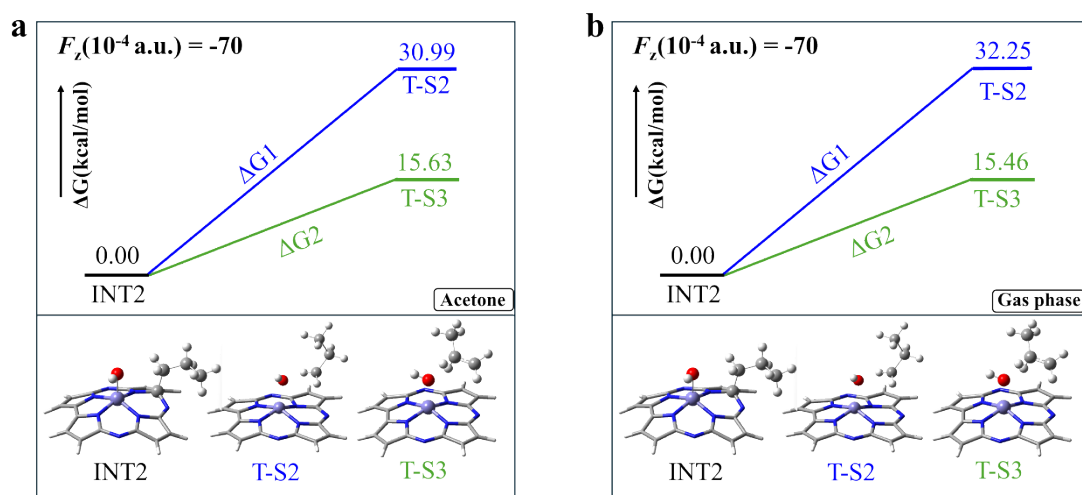 a
F_z(10⁻⁴ a.u.) = -70
30.99
T-S2
ΔG(kcal/mol)
ΔG1
15.63
T-S3
ΔG2
0.00
INT2
Acetone
INT2
T-S2
T-S3
b
F_z(10⁻⁴ a.u.) = -70
32.25
T-S2
ΔG(kcal/mol)
ΔG1
15.46
T-S3
ΔG2
0.00
INT2
Gas phase
INT2
T-S2
T-S3